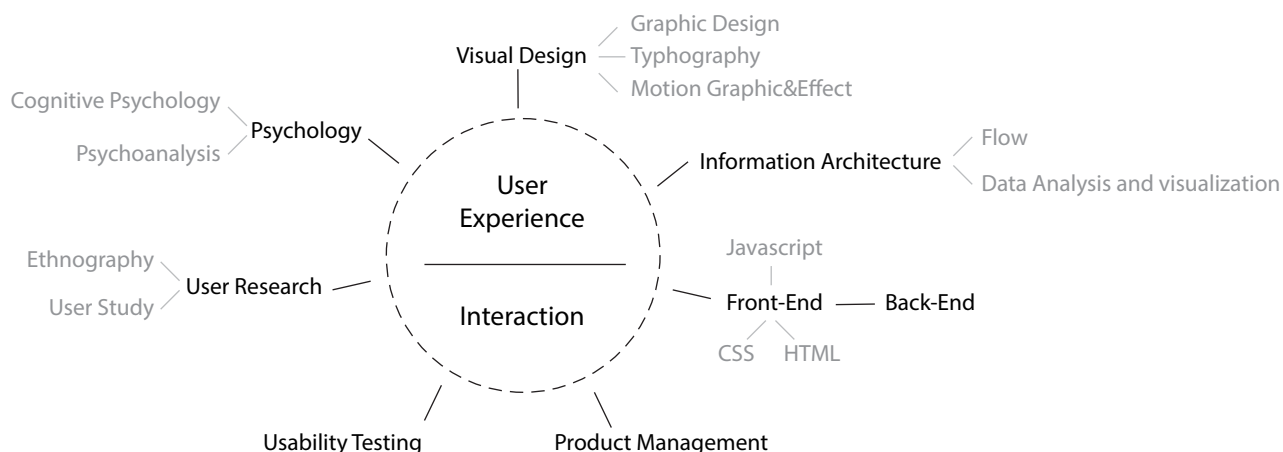 Graphic Design
Visual Design
Typhography
Motion Graphic&Effect
Cognitive Psychology
Psychology
Psychoanalysis
Information Architecture
Flow
Data Analysis and visualization
User
Experience
Interaction
Ethnography
User Research
User Study
Javascript
Front-End
Back-End
CSS
HTML
Usability Testing
Product Management